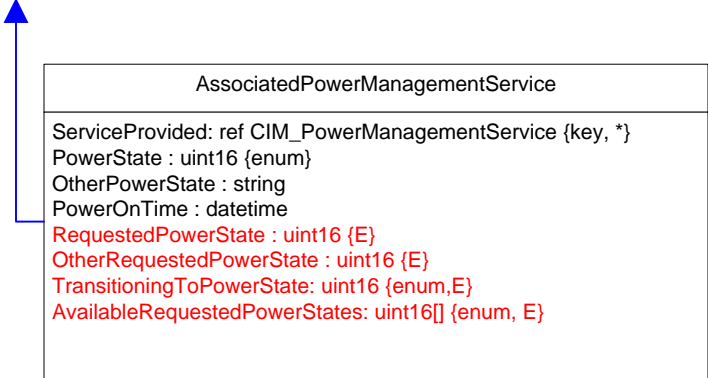 AssociatedPowerManagementService
ServiceProvided: ref CIM_PowerManagementService {key, *}
PowerState : uint16 {enum}
OtherPowerState : string
PowerOnTime : datetime
RequestedPowerState : uint16 {E}
OtherRequestedPowerState : uint16 {E}
TransitioningToPowerState: uint16 {enum,E}
AvailableRequestedPowerStates: uint16[] {enum, E}